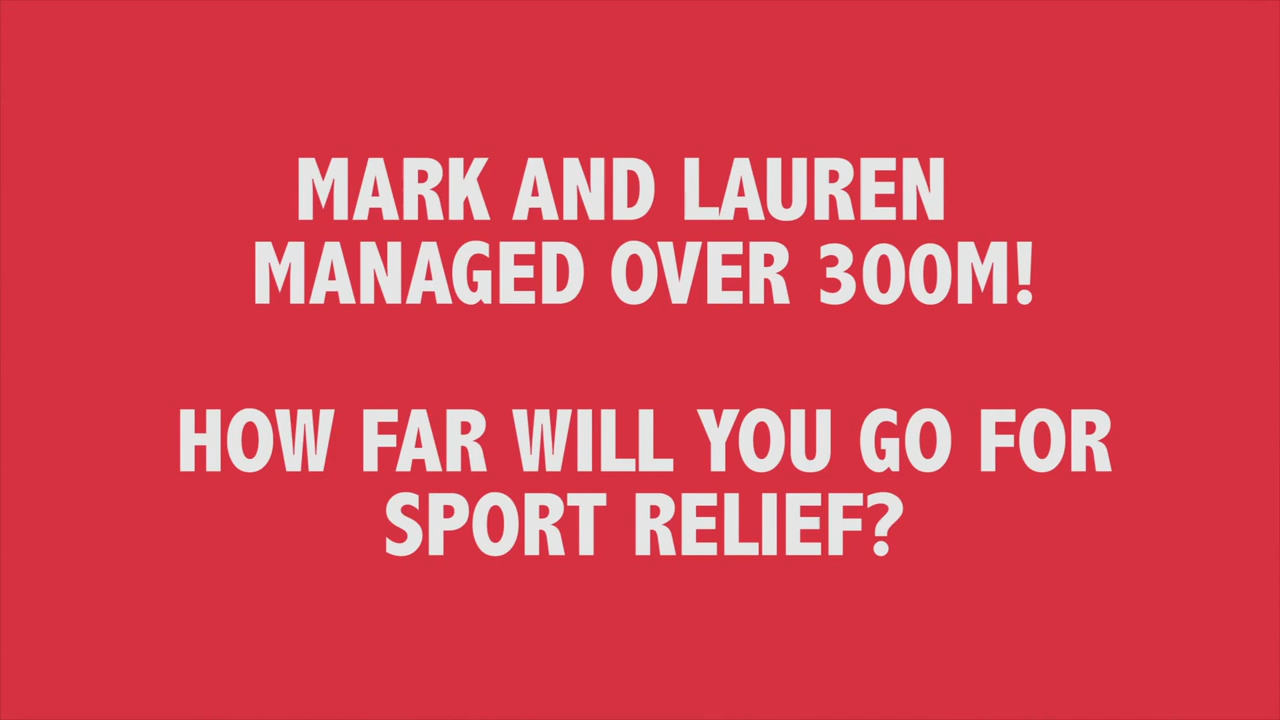 MARK AND LAUREN
MANAGED OVER 300M!
HOW FAR WILL YOU GO FOR
SPORT RELIEF?